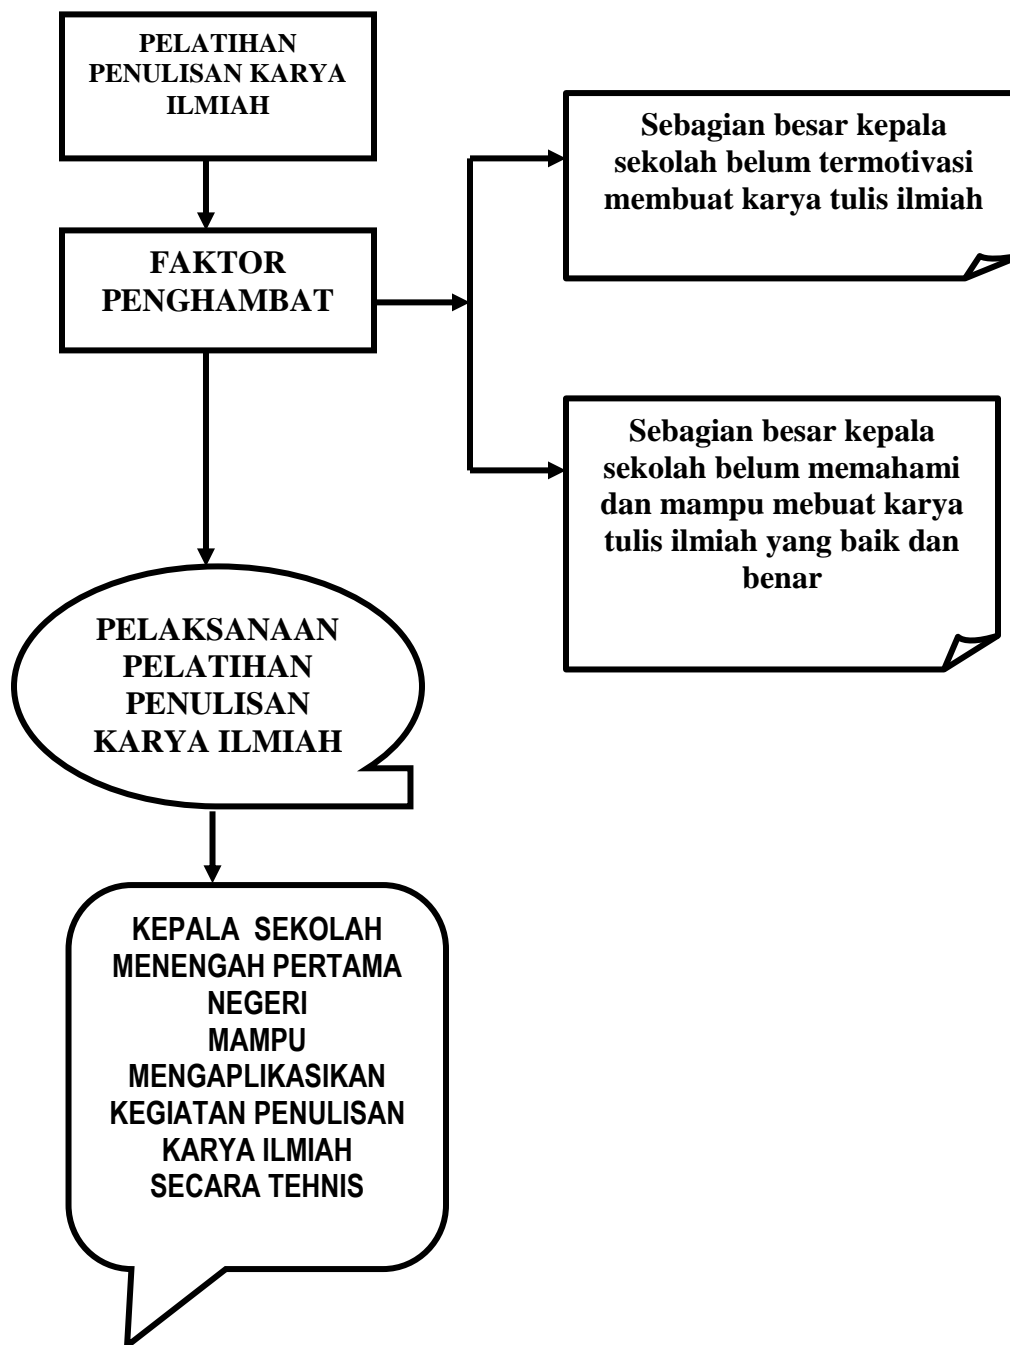 PELATIHAN
PENULISAN KARYA
ILMIAH
Sebagian besar kepala
sekolah belum termotivasi
membuat karya tulis ilmiah
FAKTOR
PENGHAMBAT
Sebagian besar kepala
sekolah belum memahami
dan mampu mebuat karya
tulis ilmiah yang baik dan
benar
PELAKSANAAN
PELATIHAN
PENULISAN
KARYA ILMIAH
KEPALA  SEKOLAH
MENENGAH PERTAMA
NEGERI
MAMPU
MENGAPLIKASIKAN
KEGIATAN PENULISAN
KARYA ILMIAH
SECARA TEHNIS